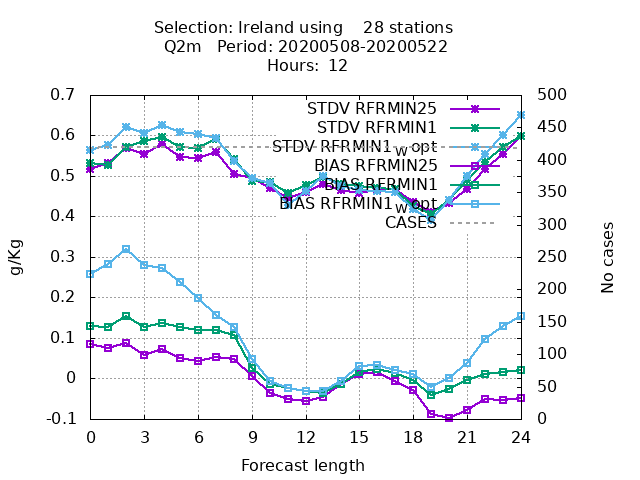 Selection: Ireland using    28 stations
Q2m   Period: 20200508-20200522
Hours:  12
0.7
0.6
0.5
0.4
0.3
0.2
0.1
0
-0.1
g/Kg
STDV RFRMIN25
STDV RFRMIN1
STDV RFRMIN1w opt
BIAS RFRMIN25
BIAS RFRMIN1
BIAS RFRMIN1w opt
CASES
500
450
400
350
300
250
200
150
100
50
0
No cases
0 3 6 9 12 15 18 21 24
Forecast length